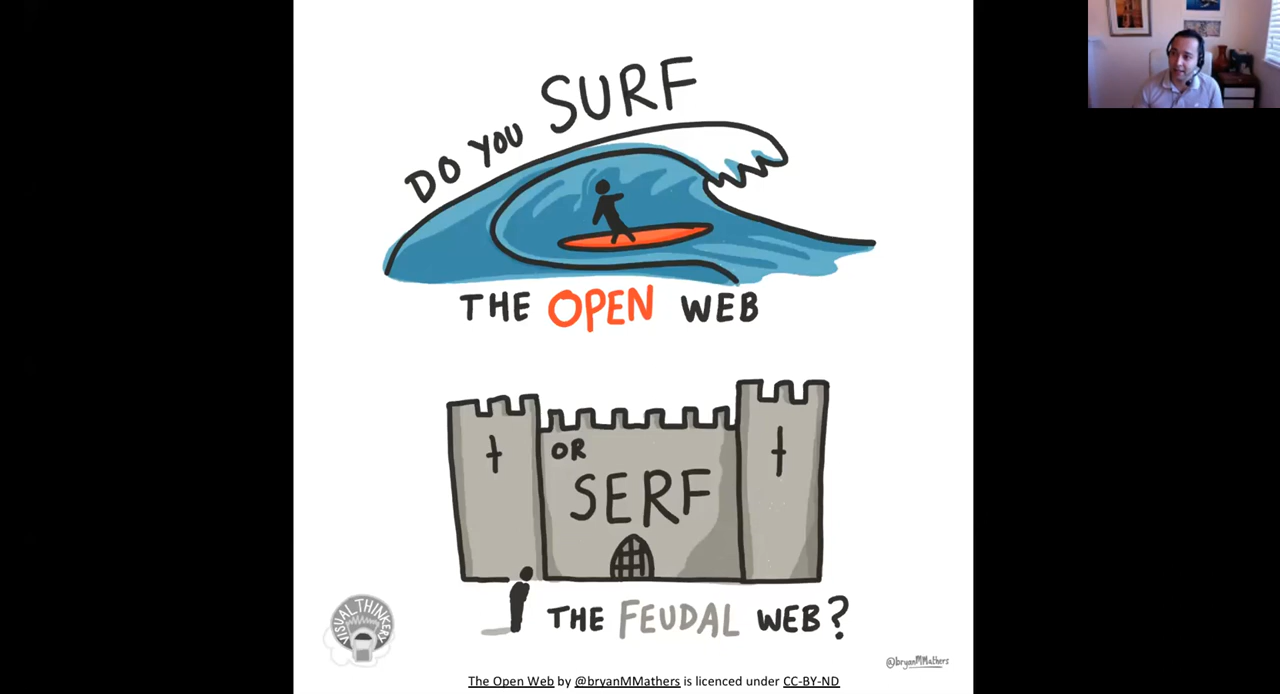 DO YOU SURF
THE OPEN WEB
OR
SERF
THE FEUDAL WEB?
VISUALTHINKERY
@bryanMMathers
The Open Web by @bryanMMathers is licenced under CC-BY-ND